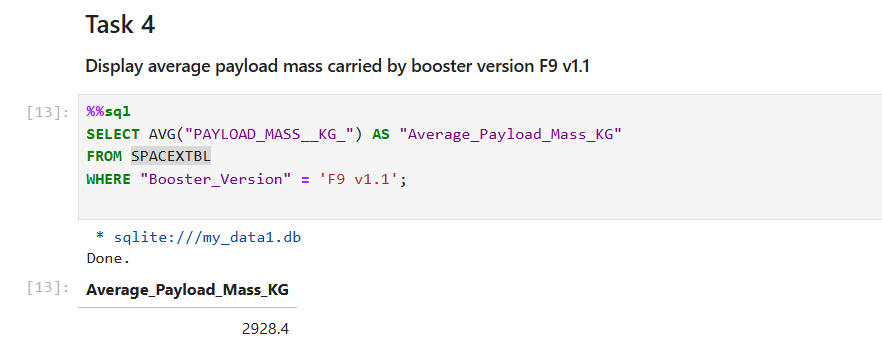 Task 4
Display average payload mass carried by booster version F9 v1.1
[13]: %%sql
SELECT AVG("PAYLOAD_MASS__KG_") AS "Average_Payload_Mass_KG"
FROM SPACEXTBL
WHERE "Booster_Version" = 'F9 v1.1';
* sqlite:///my_data1.db
Done.
[13]: Average_Payload_Mass_KG
2928.4